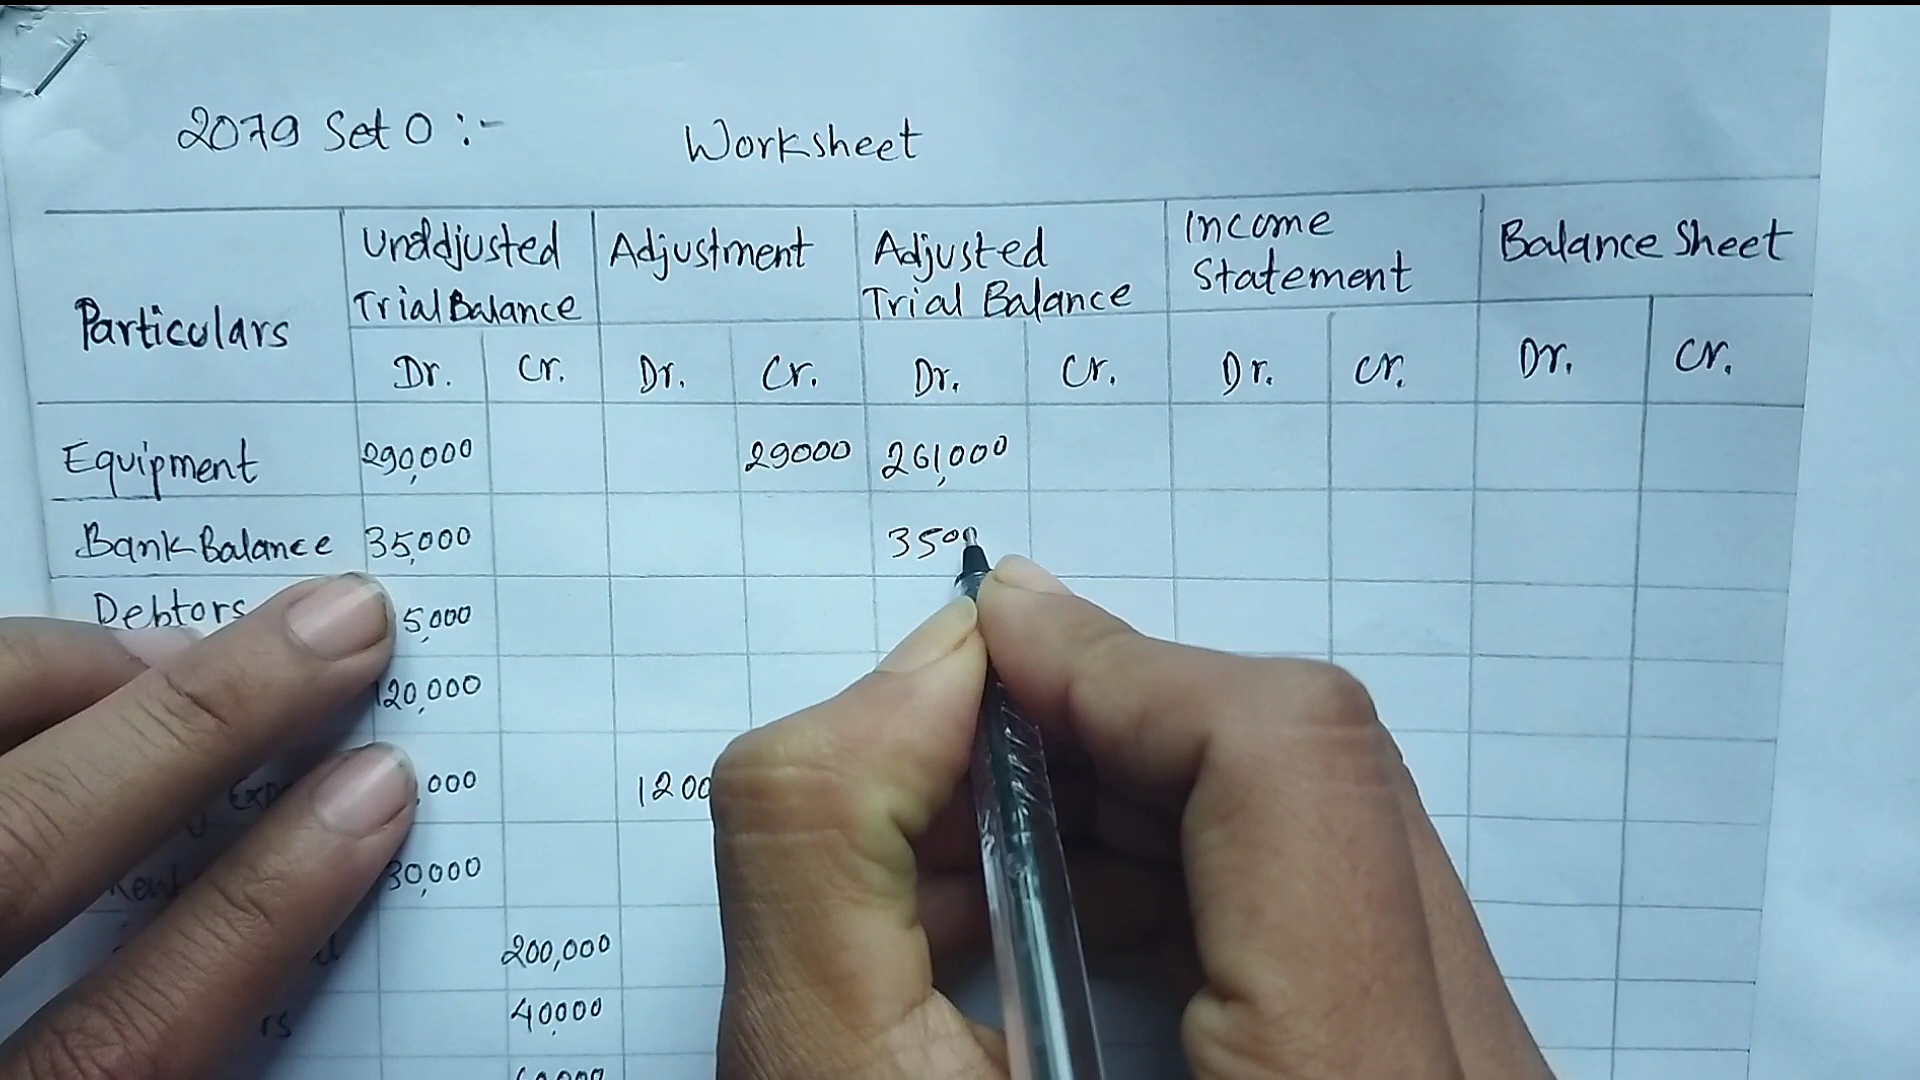 2079 Set O :- Worksheet
Particulars
Unadjusted Trial Balance
Adjustment
Adjusted Trial Balance
Income Statement
Balance Sheet
Dr. Cr. Dr. Cr. Dr. Cr. Dr. Cr. Dr. Cr.
Equipment 290,000 29000 261,000
Bank Balance 35,000 3500
Debtors 5,000
120,000
,000 1200
30,000
200,000
40,000